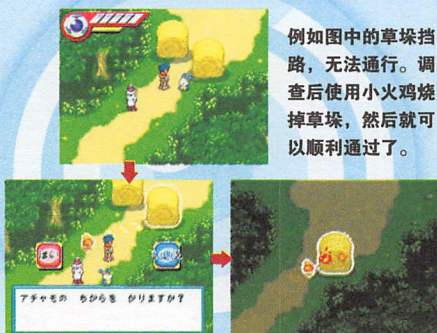 例如图中的草垛挡
路，无法通行。调
查后使用小火鸡烧
掉草垛，然后就可
以顺利通过了。
はい
アチャモの ちからを かりますか?